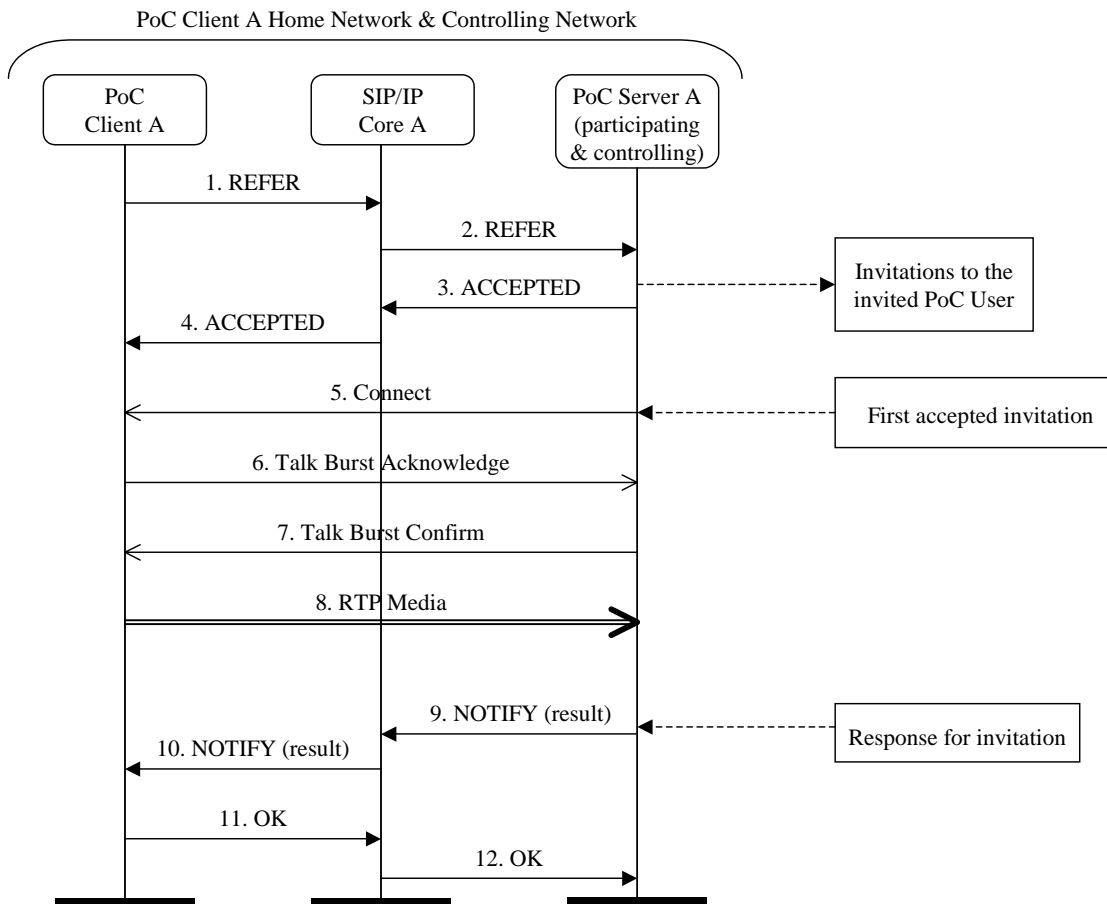 PoC Client A Home Network & Controlling Network
PoC
Client A
SIP/IP
Core A
PoC Server A
(participating
& controlling)
1. REFER
2. REFER
Invitations to the
invited PoC User
3. ACCEPTED
4. ACCEPTED
5. Connect
First accepted invitation
6. Talk Burst Acknowledge
7. Talk Burst Confirm
8. RTP Media
9. NOTIFY (result)
Response for invitation
10. NOTIFY (result)
11. OK
12. OK